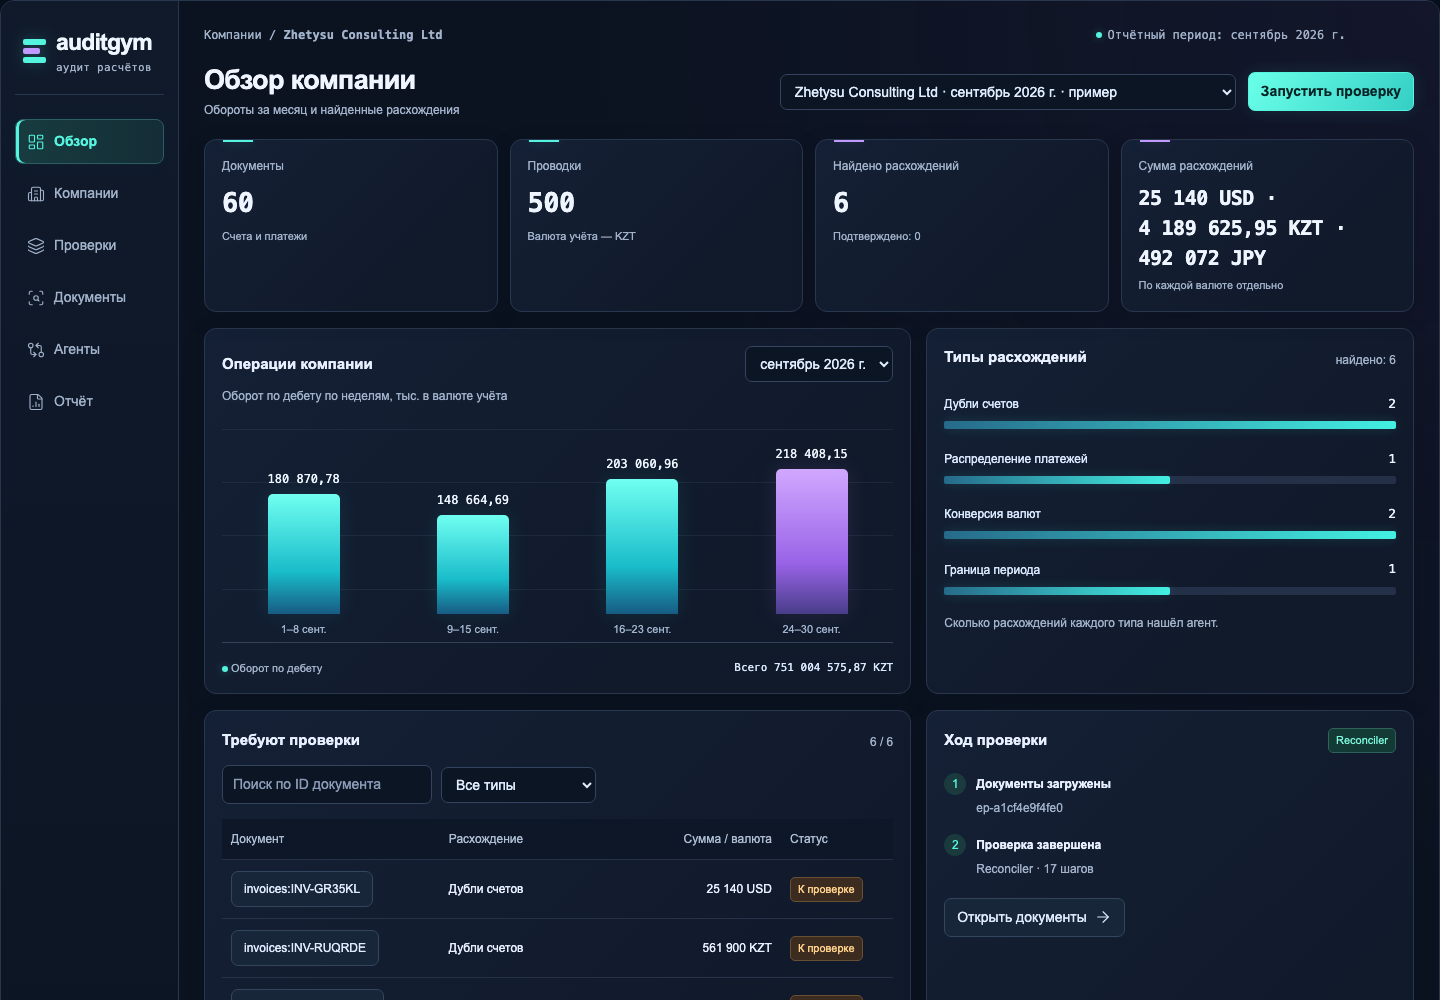 auditgym
аудит расчётов
Обзор
Компании
Проверки
Документы
Агенты
Отчёт
Компании / Zhetysu Consulting Ltd
Отчётный период: сентябрь 2026 г.
Обзор компании
Обороты за месяц и найденные расхождения
Zhetysu Consulting Ltd · сентябрь 2026 г. · пример
Запустить проверку
Документы
60
Счета и платежи
Проводки
500
Валюта учёта — KZT
Найдено расхождений
6
Подтверждено: 0
Сумма расхождений
25 140 USD ·
4 189 625,95 KZT ·
492 072 JPY
По каждой валюте отдельно
Операции компании
сентябрь 2026 г.
Оборот по дебету по неделям, тыс. в валюте учёта
180 870,78
148 664,69
203 060,96
218 408,15
1–8 сент.
9–15 сент.
16–23 сент.
24–30 сент.
Оборот по дебету
Всего 751 004 575,87 KZT
Типы расхождений
найдено: 6
Дубли счетов 2
Распределение платежей 1
Конверсия валют 2
Граница периода 1
Сколько расхождений каждого типа нашёл агент.
Требуют проверки
6 / 6
Поиск по ID документа
Все типы
Документ Расхождение Сумма / валюта Статус
invoices:INV-GR35KL Дубли счетов 25 140 USD К проверке
invoices:INV-RUQRDE Дубли счетов 561 900 KZT К проверке
Ход проверки
Reconciler
1 Документы загружены
ep-a1cf4e9f4fe0
2 Проверка завершена
Reconciler · 17 шагов
Открыть документы →